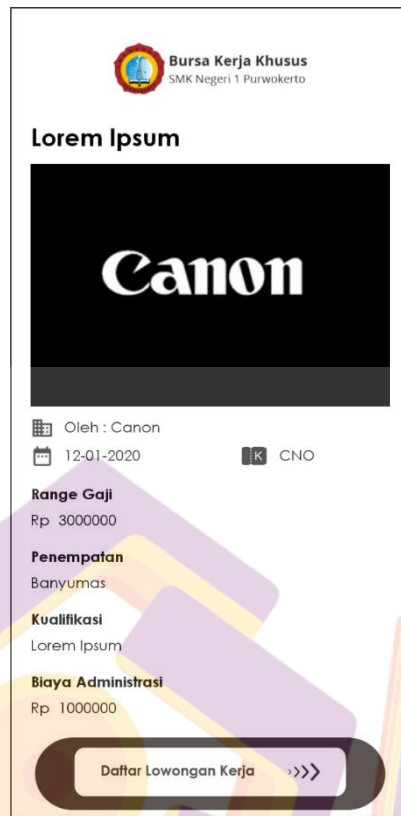 Bursa Kerja Khusus
SMK Negeri 1 Purwokerto
Lorem Ipsum
Canon
Oleh : Canon
12-01-2020
K CNO
Range Gaji
Rp 3000000
Penempatan
Banyumas
Kualifikasi
Lorem Ipsum
Biaya Administrasi
Rp 1000000
Daftar Lowongan Kerja